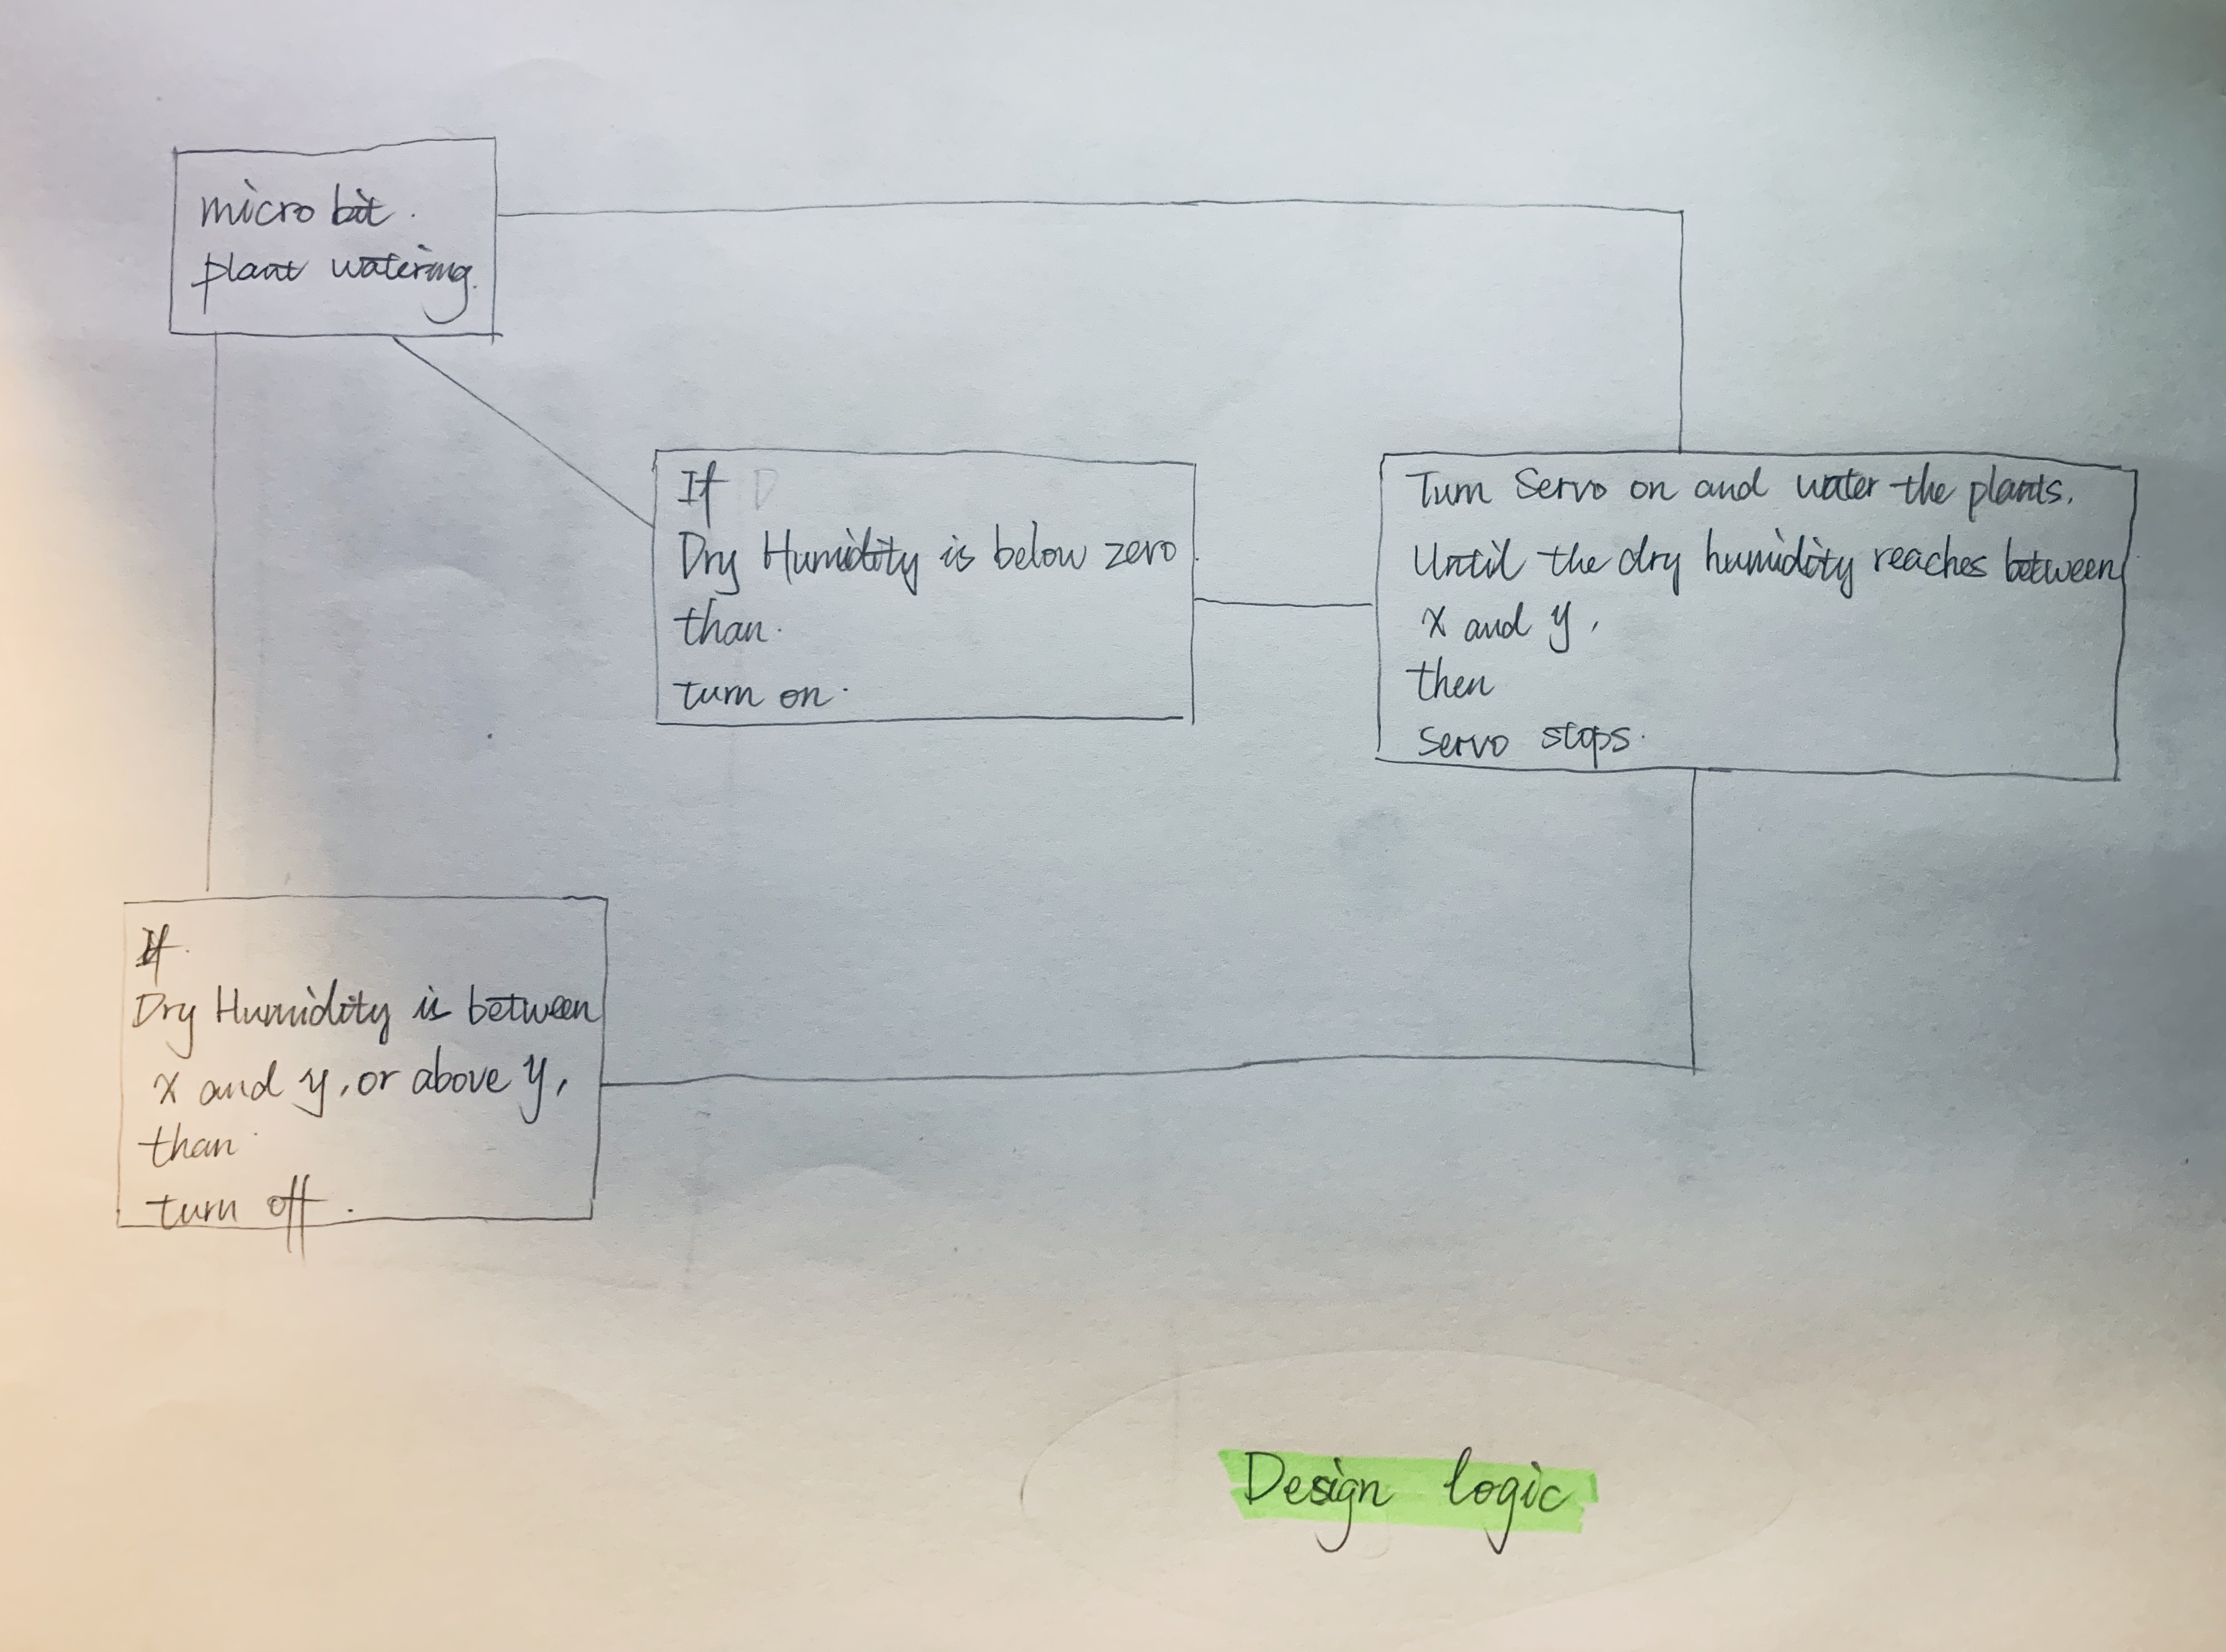 micro bit.
plant watering.
If D
Dry Humidity is below zero
than.
turn on.
Turn Servo on and water the plants.
Until the dry humidity reaches between
x and y,
then
servo stops.
If.
Dry Humidity is between
x and y, or above y,
than
turn off.
Design logic